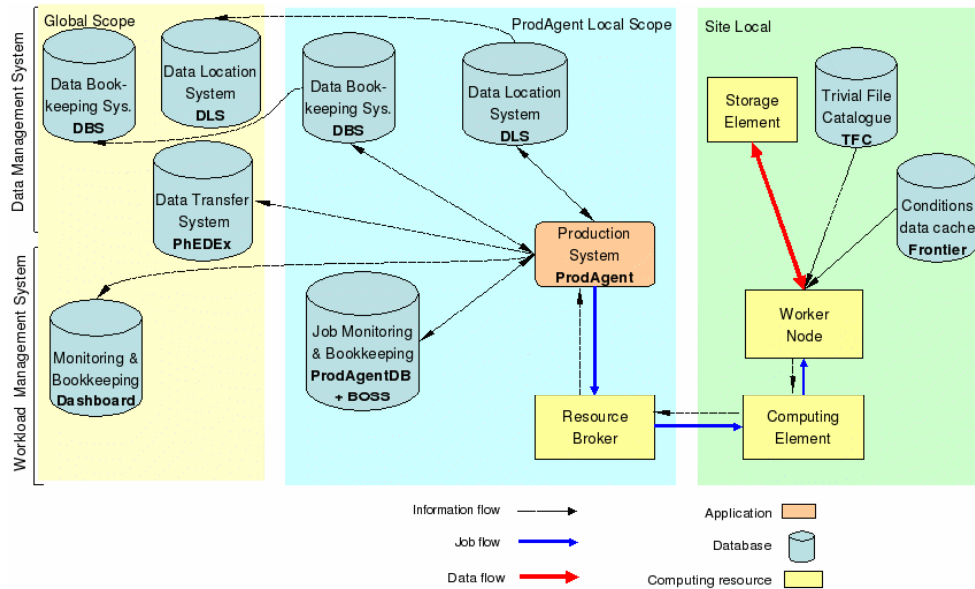 Data Management System
Workload Management System
Global Scope
Data Book-
keeping Sys.
DBS
Data Location
System
DLS
Data Transfer
System
PhEDEx
Monitoring &
Bookkeeping
Dashboard
ProdAgent Local Scope
Data Book-
keeping Sys.
DBS
Data Location
System
DLS
Production
System
ProdAgent
Job Monitoring
& Bookkeeping
ProdAgentDB
+ BOSS
Resource
Broker
Site Local
Storage
Element
Trivial File
Catalogue
TFC
Conditions
data cache
Frontier
Worker
Node
Computing
Element
Information flow
Job flow
Data flow
Application
Database
Computing resource